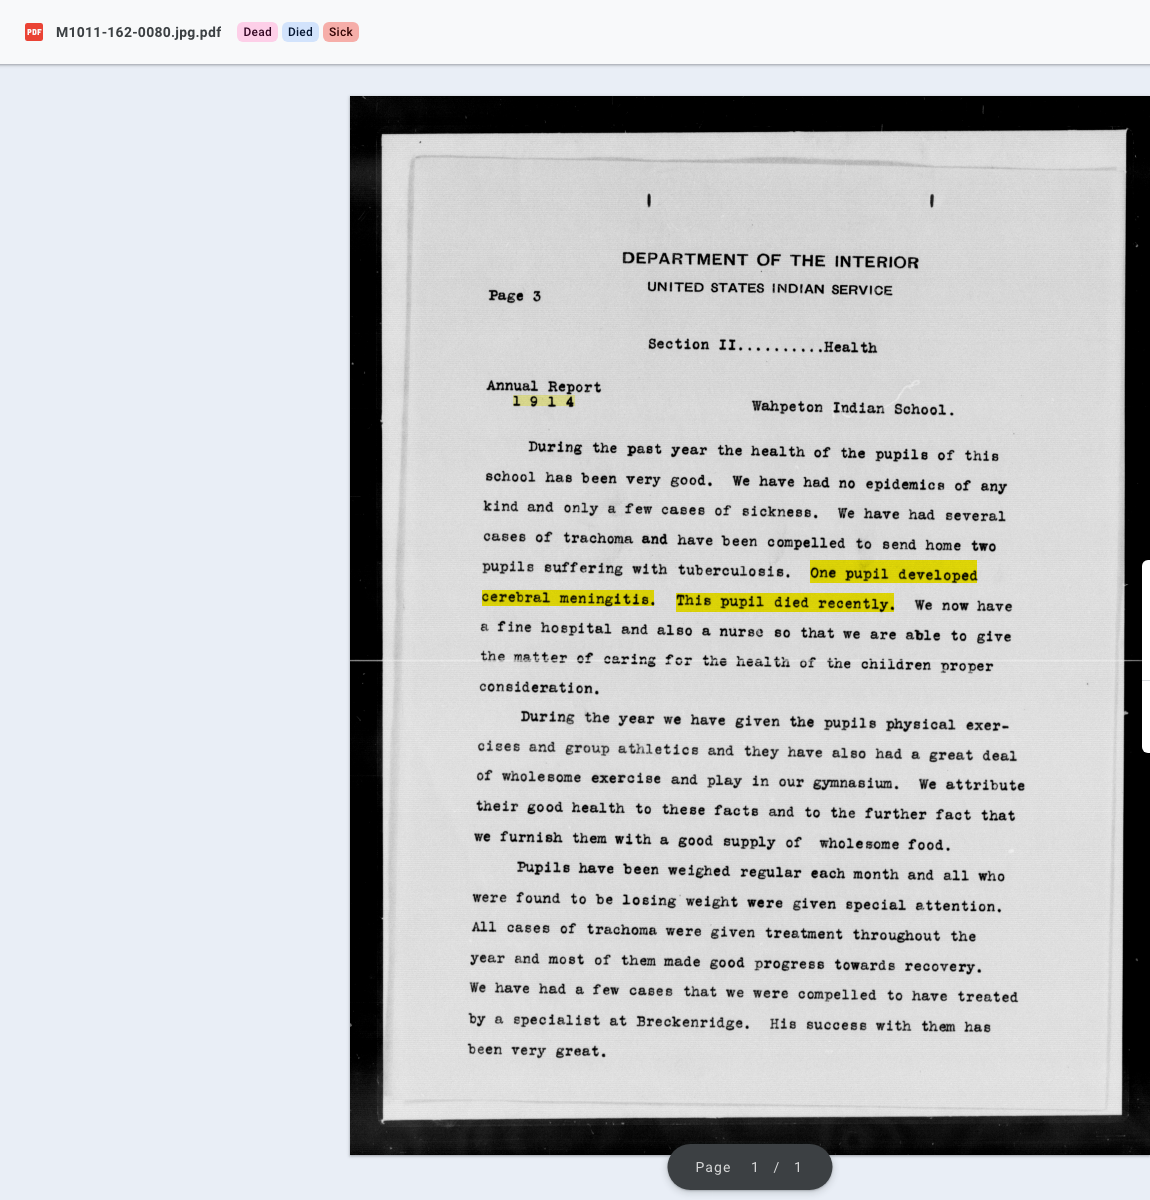 M1011-162-0080.jpg.pdf Dead Died Sick
DEPARTMENT OF THE INTERIOR
UNITED STATES INDIAN SERVICE
Page 3
Section II..........Health
Annual Report
1 9 1 4
Wahpeton Indian School.
During the past year the health of the pupils of this
school has been very good. We have had no epidemics of any
kind and only a few cases of sickness. We have had several
cases of trachoma and have been compelled to send home two
pupils suffering with tuberculosis. One pupil developed
cerebral meningitis. This pupil died recently. We now have
a fine hospital and also a nurse so that we are able to give
the matter of caring for the health of the children proper
consideration.
During the year we have given the pupils physical exer-
cises and group athletics and they have also had a great deal
of wholesome exercise and play in our gymnasium. We attribute
their good health to these facts and to the further fact that
we furnish them with a good supply of wholesome food.
Pupils have been weighed regular each month and all who
were found to be losing weight were given special attention.
All cases of trachoma were given treatment throughout the
year and most of them made good progress towards recovery.
We have had a few cases that we were compelled to have treated
by a specialist at Breckenridge. His success with them has
been very great.
Page 1 / 1